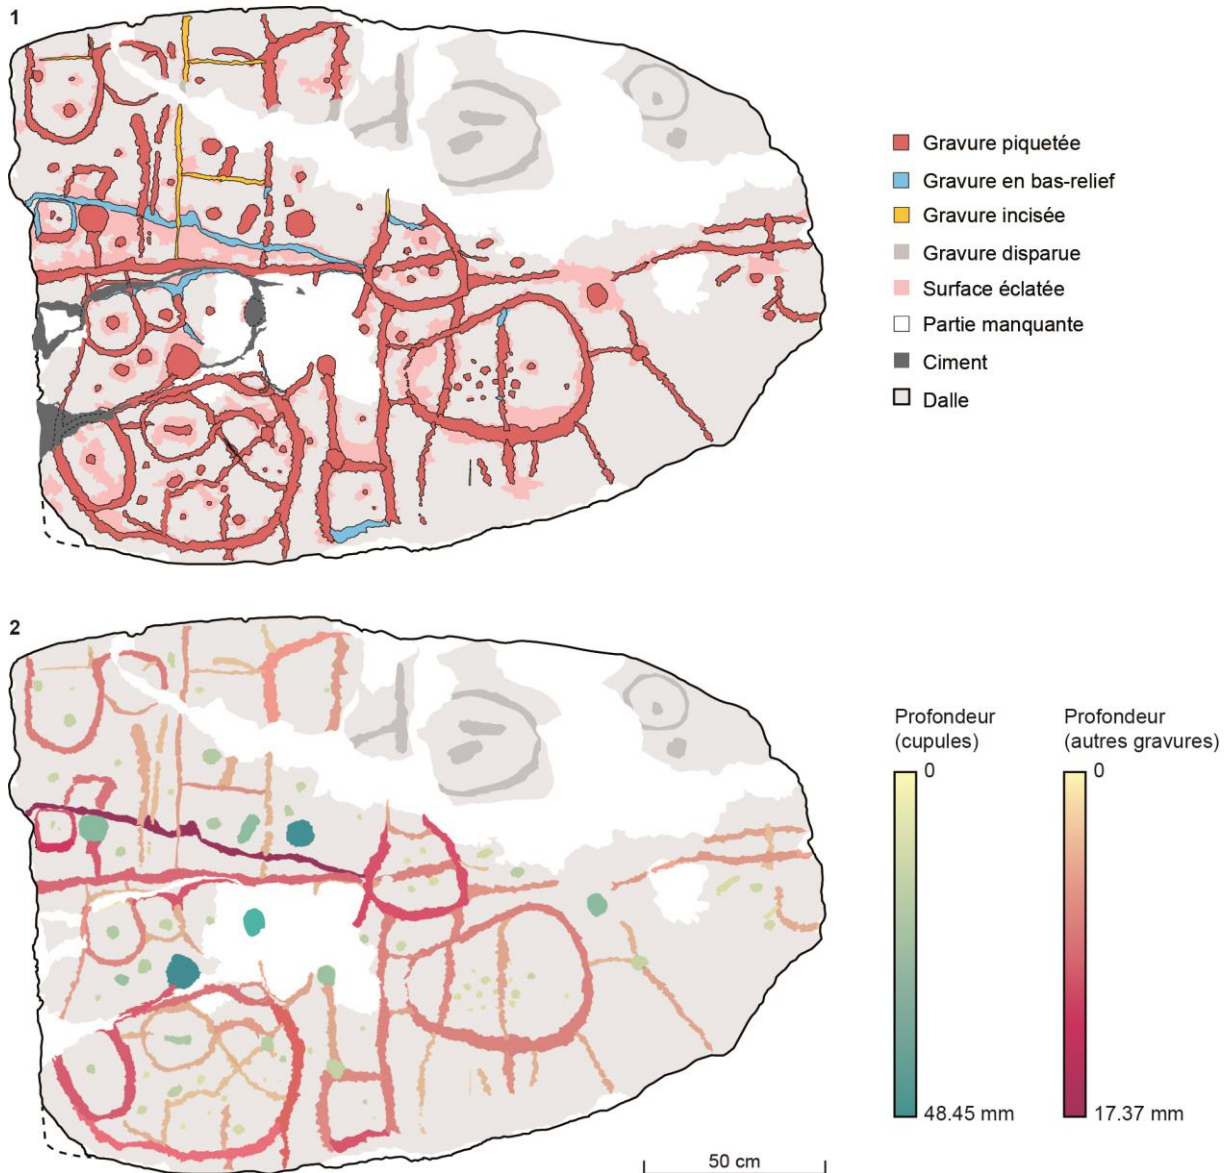 1
Gravure piquetée
Gravure en bas-relief
Gravure incisée
Gravure disparue
Surface éclatée
Partie manquante
Ciment
Dalle
2
Profondeur
(cupules)
0
48.45 mm
Profondeur
(autres gravures)
0
17.37 mm
50 cm